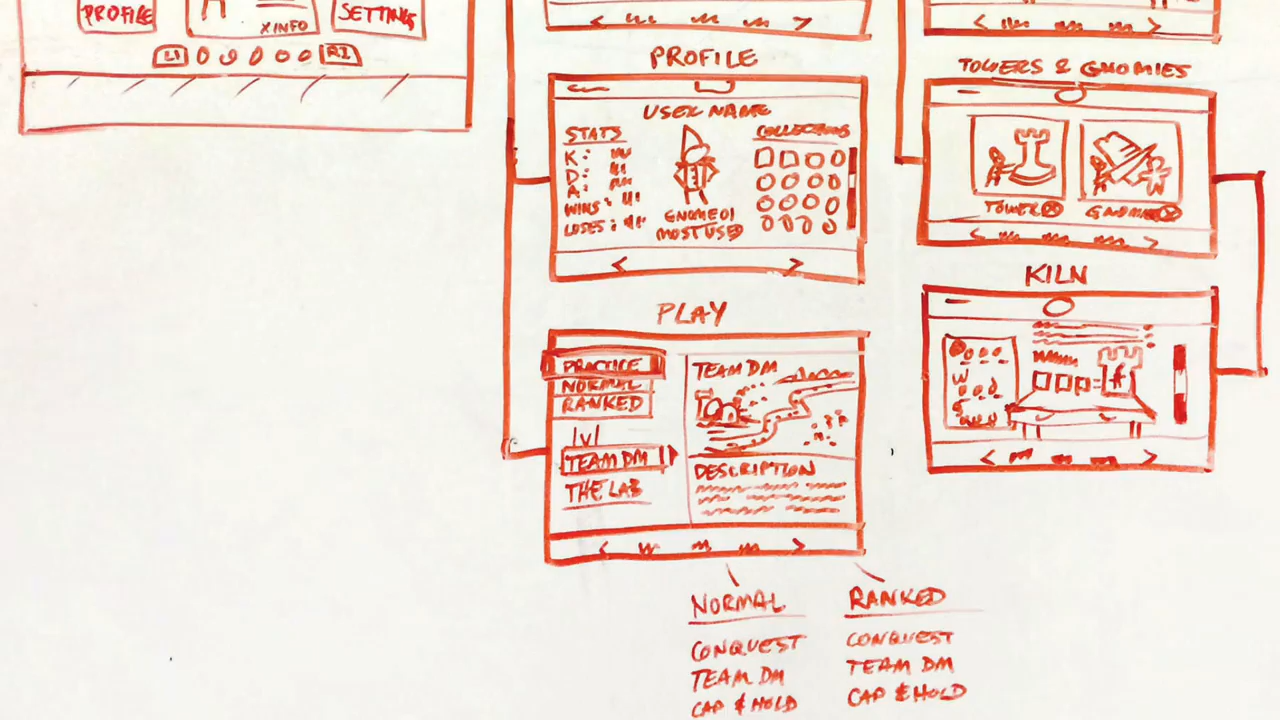 PROFILE
X INFO
SETTINGS
L1
R1
PROFILE
USER NAME
STATS
K:
D:
A:
WINS:
LOSES:
GNOME01
MOST USED
COLLECTIONS
PLAY
PRACTICE
NORMAL
RANKED
1v1
TEAM DM
THE LAB
TEAM DM
DESCRIPTION
NORMAL
CONQUEST
TEAM DM
CAP & HOLD
RANKED
CONQUEST
TEAM DM
CAP & HOLD
TOWERS & GNOMIES
TOWER
GNOMIE
KILN